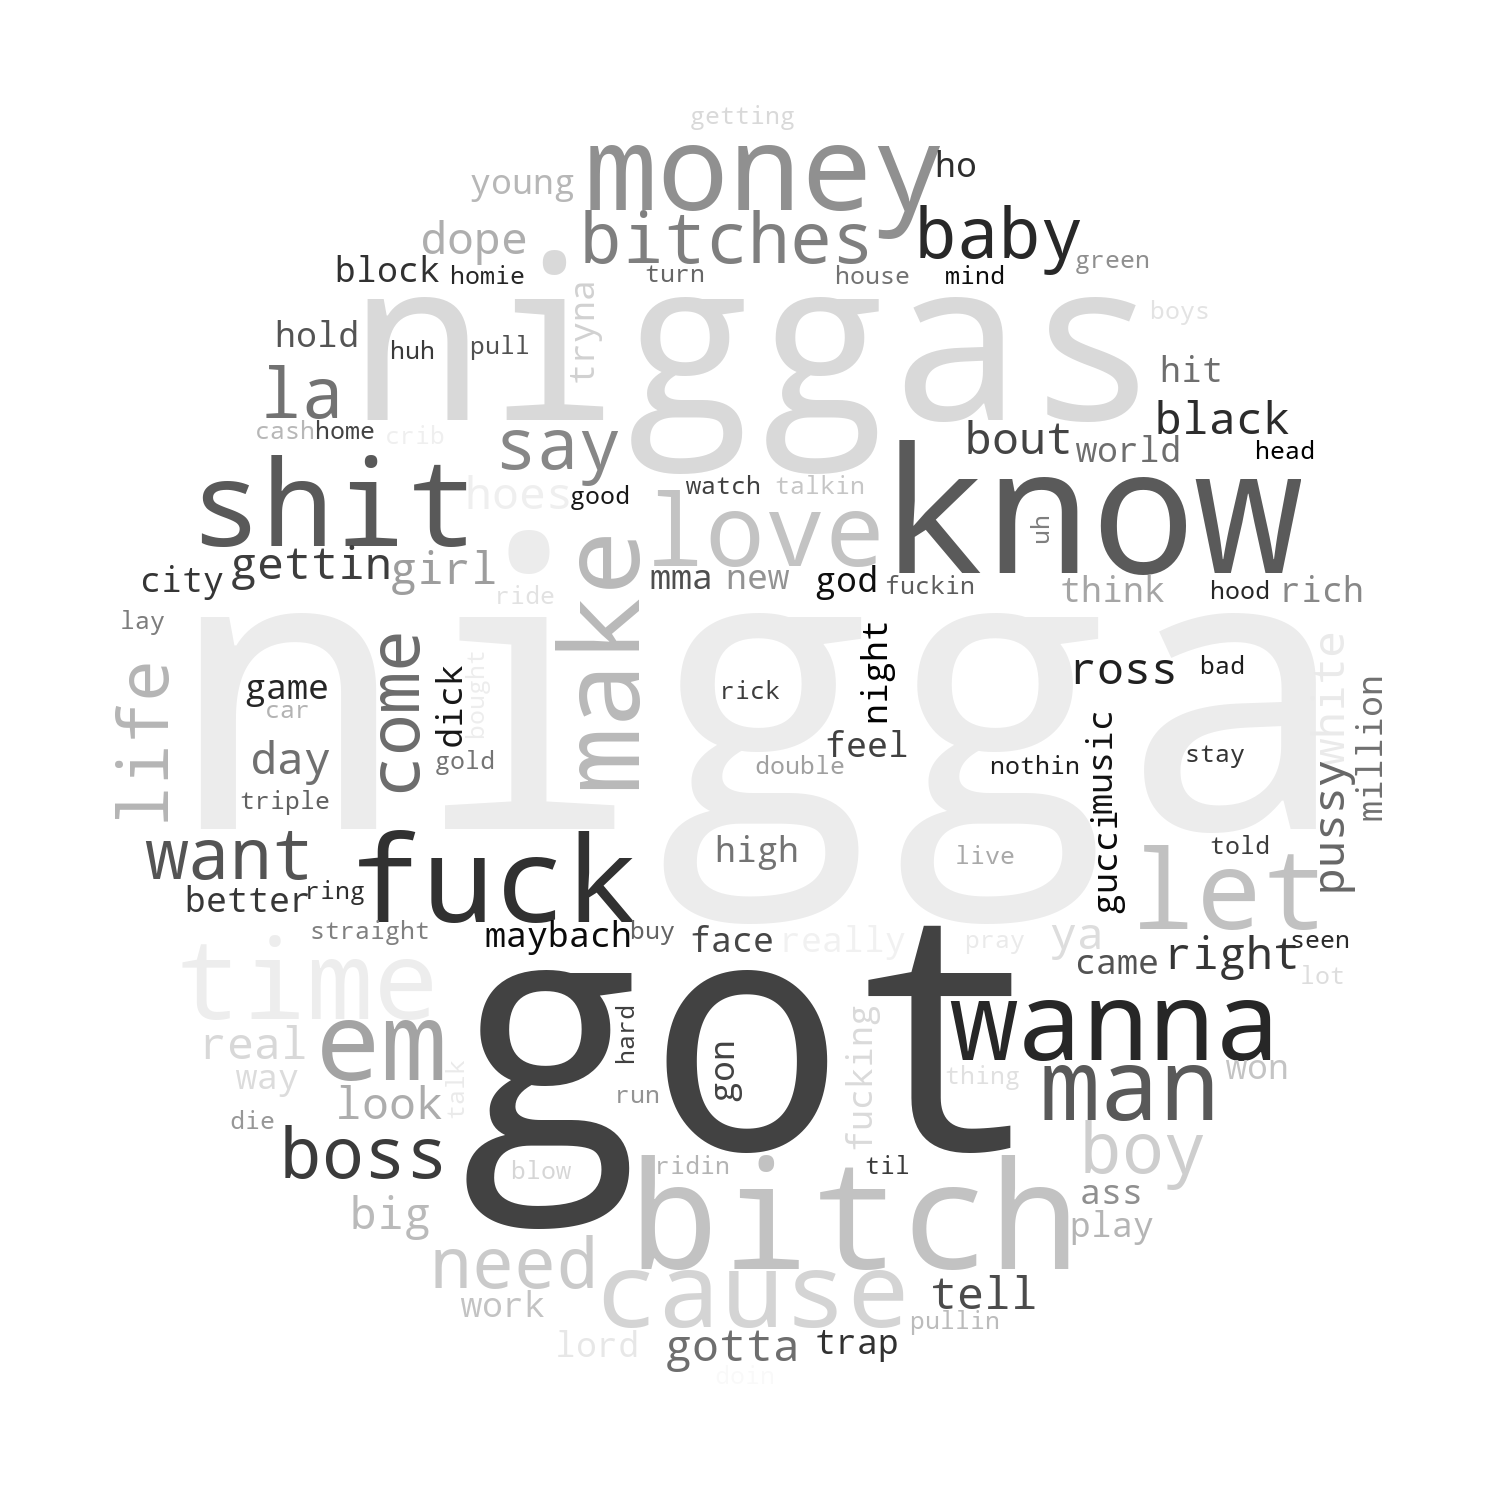 getting
money
ho
young
bitches
baby
dope
block
homie
turn
house
mind
green
niggas
tryna
boys
hold
huh
pull
hit
la
black
cash
home
crib
say
bout
world
head
shit
hoes
good
watch
talkin
know
uh
love
make
city
gettin
girl
ride
mma
new
god
fuckin
think
hood
rich
lay
nigga
life
come
dick
bought
game
car
rick
night
ross
bad
white
million
day
gold
feel
double
nothin
music
stay
triple
want
fuck
high
live
gucci
told
pussy
let
better
ring
straight
maybach
buy
face
really
pray
ya
came
right
seen
lot
time
got
wanna
real
em
hard
gon
fucking
way
talk
run
thing
man
won
look
die
boss
blow
ridin
til
boy
bitch
ass
big
play
need
cause
work
tell
pullin
lord
gotta
trap
doin